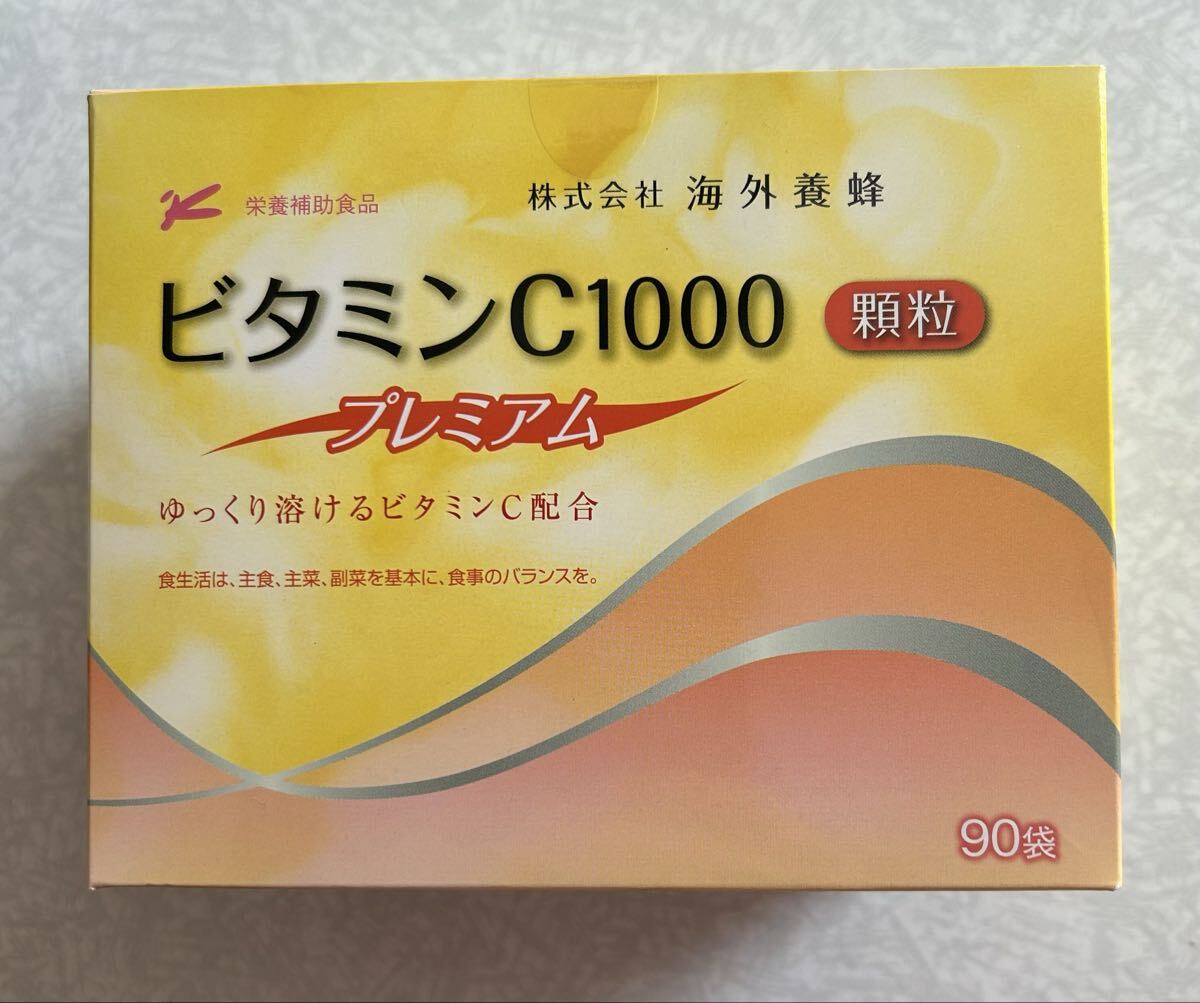 栄養補助食品
株式会社 海外養蜂
ビタミンC1000 顆粒
プレミアム
ゆっくり溶けるビタミンC配合
食生活は、主食、主菜、副菜を基本に、食事のバランスを。
90袋